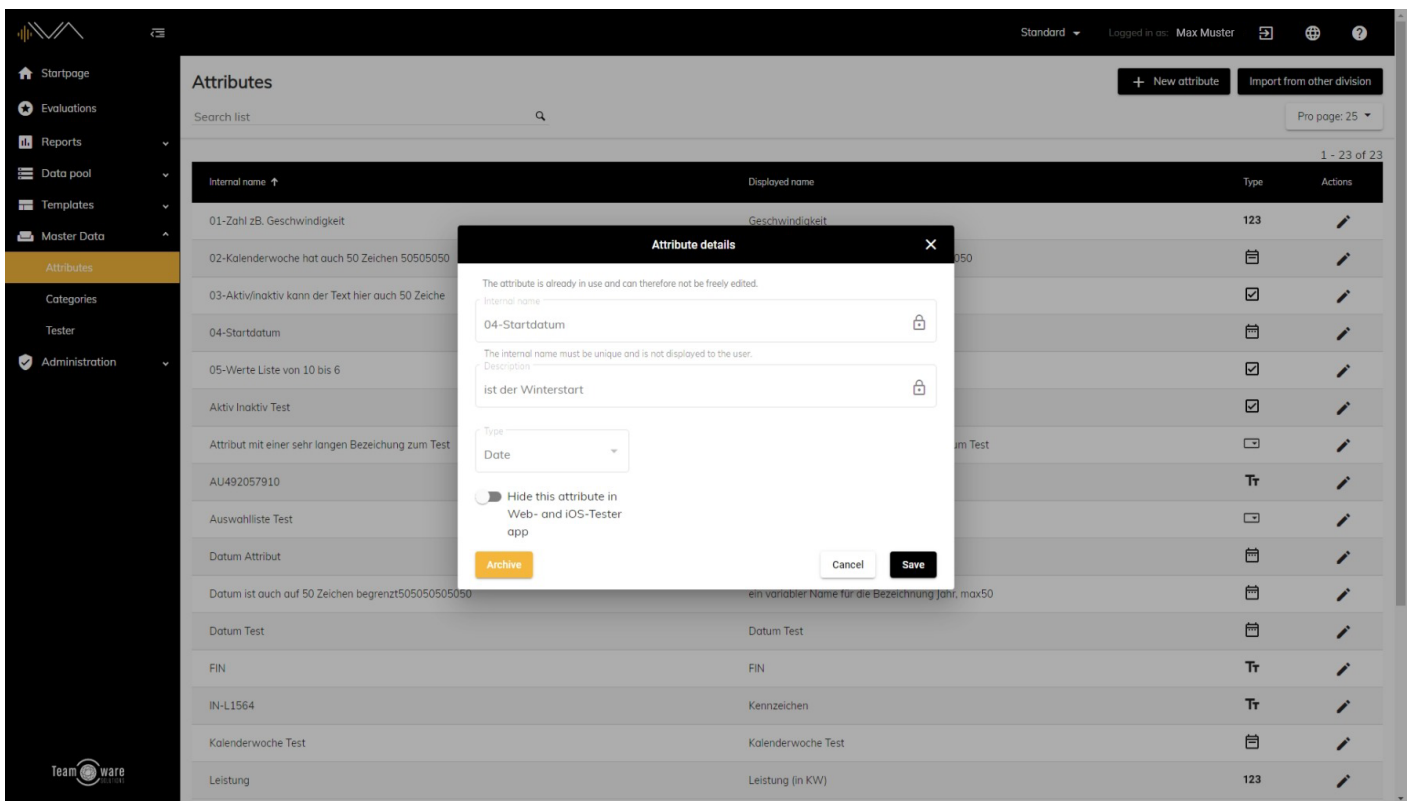 Standard
Logged in as: Max Muster
Startpage
Evaluations
Reports
Data pool
Templates
Master Data
Attributes
Categories
Tester
Administration
Team ware
SOLUTIONS
Attributes
+ New attribute
Import from other division
Search list
Pro page: 25
1 - 23 of 23
Internal name Displayed name Type Actions
01-Zahl zB. Geschwindigkeit Geschwindigkeit 123
02-Kalenderwoche hat auch 50 Zeichen 50505050 050
03-Aktiv/inaktiv kann der Text hier auch 50 Zeiche
04-Startdatum
05-Werte Liste von 10 bis 6
Aktiv Inaktiv Test
Attribut mit einer sehr langen Bezeichung zum Test um Test
AU492057910 Tт
Auswahlliste Test
Datum Attribut
Datum ist auch auf 50 Zeichen begrenzt505050505050 ein variabler Name für die Bezeichnung Jahr, max50
Datum Test Datum Test
FIN FIN Tт
IN-L1564 Kennzeichen Tт
Kalenderwoche Test Kalenderwoche Test
Leistung Leistung (in KW) 123
Attribute details
The attribute is already in use and can therefore not be freely edited.
Internal name
04-Startdatum
The internal name must be unique and is not displayed to the user.
Description
ist der Winterstart
Type
Date
Hide this attribute in
Web- and iOS-Tester
app
Archive
Cancel
Save